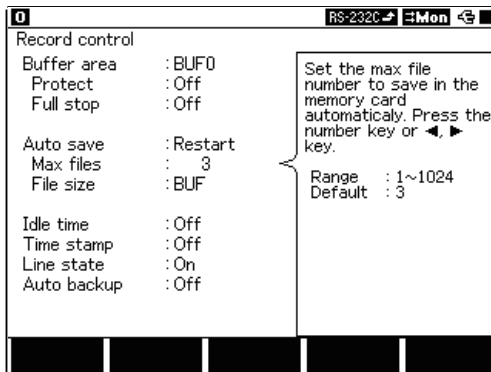 0
RS-232C Mon
Record control
Buffer area :BUF0
Protect :Off
Full stop :Off
Auto save :Restart
Max files : 3
File size :BUF
Idle time :Off
Time stamp :Off
Line state :On
Auto backup :Off
Set the max file
number to save in the
memory card
automaticaly. Press the
number key or ◀, ▶
key.
Range : 1~1024
Default : 3